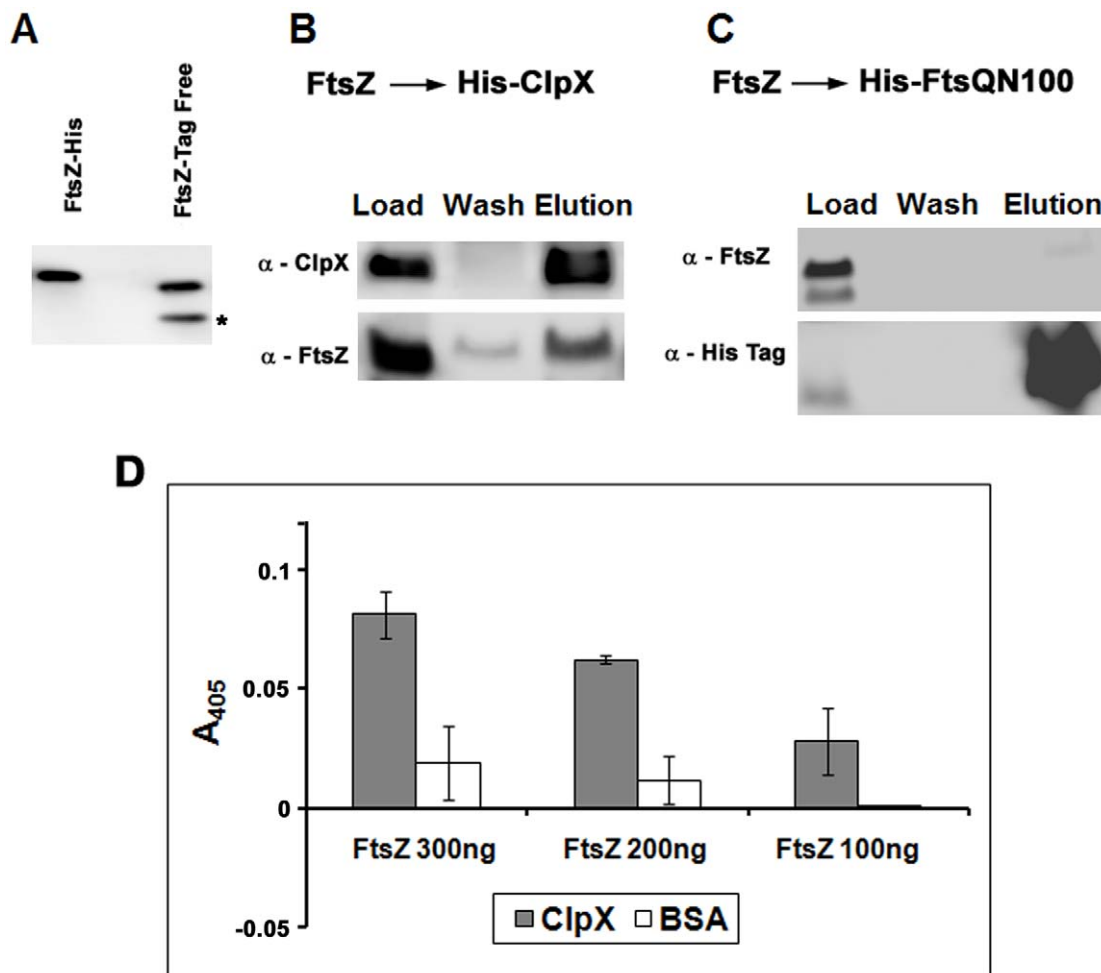 A
FtsZ-His
FtsZ-Tag Free
*
B
FtsZ → His-ClpX
Load Wash Elution
α - ClpX
α - FtsZ
C
FtsZ → His-FtsQN100
Load Wash Elution
α - FtsZ
α - His Tag
D
A405
0.1
0.05
0
-0.05
FtsZ 300ng FtsZ 200ng FtsZ 100ng
ClpX BSA